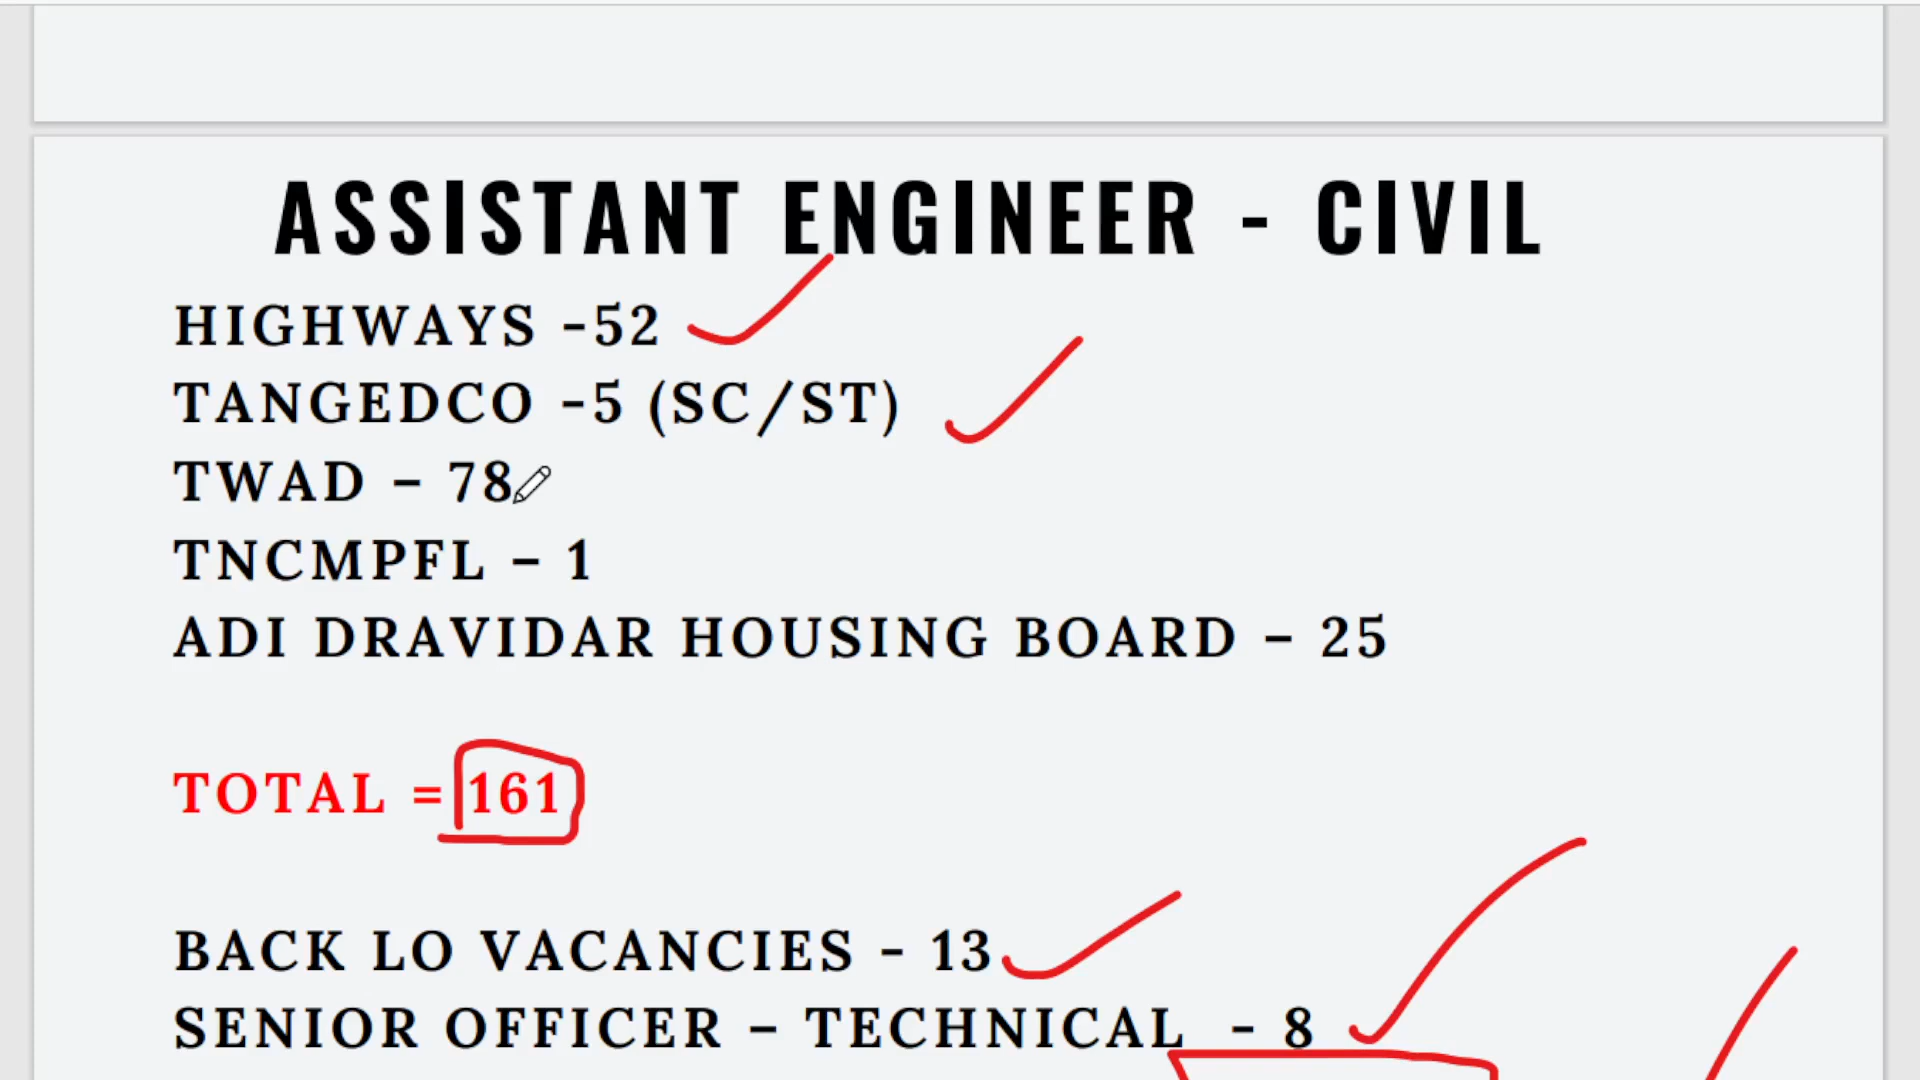 ASSISTANT ENGINEER - CIVIL
HIGHWAYS -52
TANGEDCO -5 (SC/ST)
TWAD – 78
TNCMPFL – 1
ADI DRAVIDAR HOUSING BOARD – 25
TOTAL = 161
BACK LO VACANCIES - 13
SENIOR OFFICER – TECHNICAL - 8